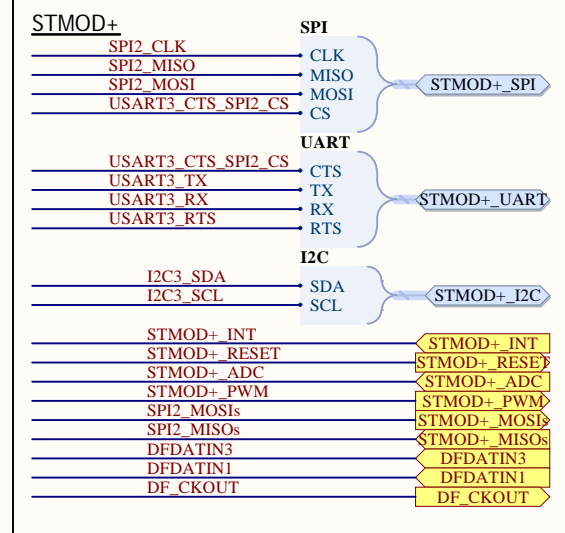 STMOD+
SPI
SPI2_CLK CLK
SPI2_MISO MISO
SPI2_MOSI MOSI STMOD+_SPI
USART3_CTS_SPI2_CS CS
UART
USART3_CTS_SPI2_CS CTS
USART3_TX TX
USART3_RX RX STMOD+_UART
USART3_RTS RTS
I2C
I2C3_SDA SDA
I2C3_SCL SCL STMOD+_I2C
STMOD+_INT STMOD+_INT
STMOD+_RESET STMOD+_RESET
STMOD+_ADC STMOD+_ADC
STMOD+_PWM STMOD+_PWM
SPI2_MOSIs STMOD+_MOSIs
SPI2_MISOs STMOD+_MISOs
DFDATIN3 DFDATIN3
DFDATIN1 DFDATIN1
DF_CKOUT DF_CKOUT